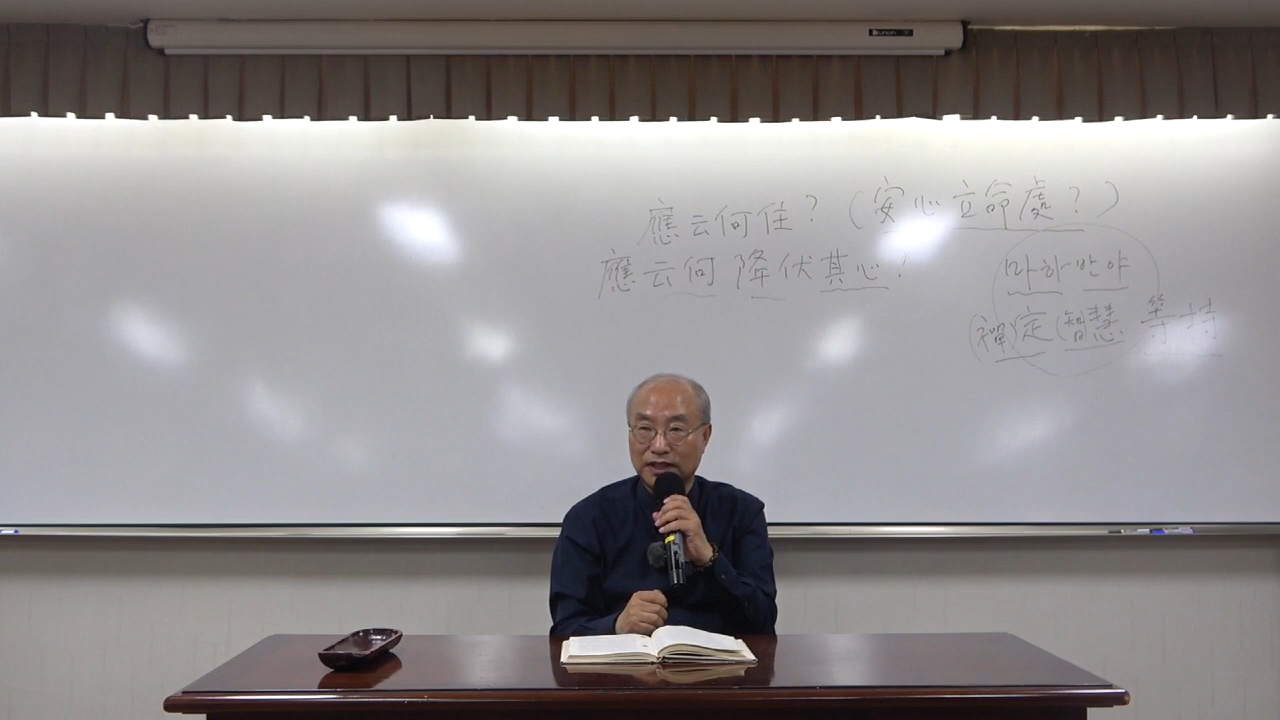 應云何住? (安心立命處?)
應云何 降伏其心?
마하반야
(禪)定(智慧) 等持